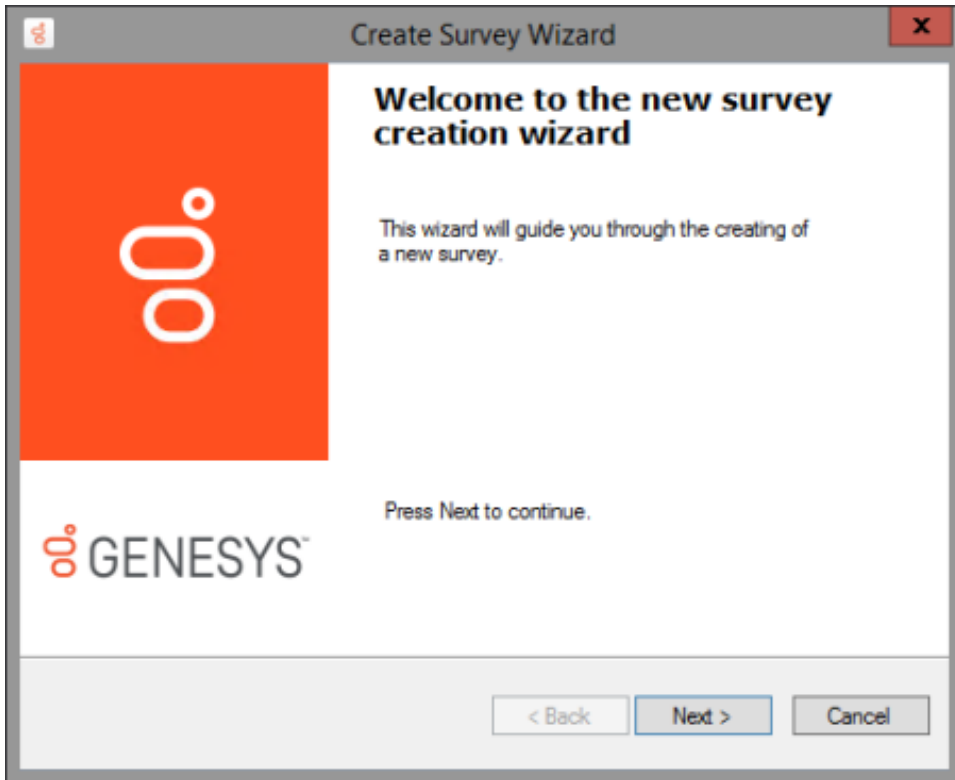 Create Survey Wizard
x
Welcome to the new survey
creation wizard
This wizard will guide you through the creating of
a new survey.
Press Next to continue.
GENESYS™
< Back
Next >
Cancel